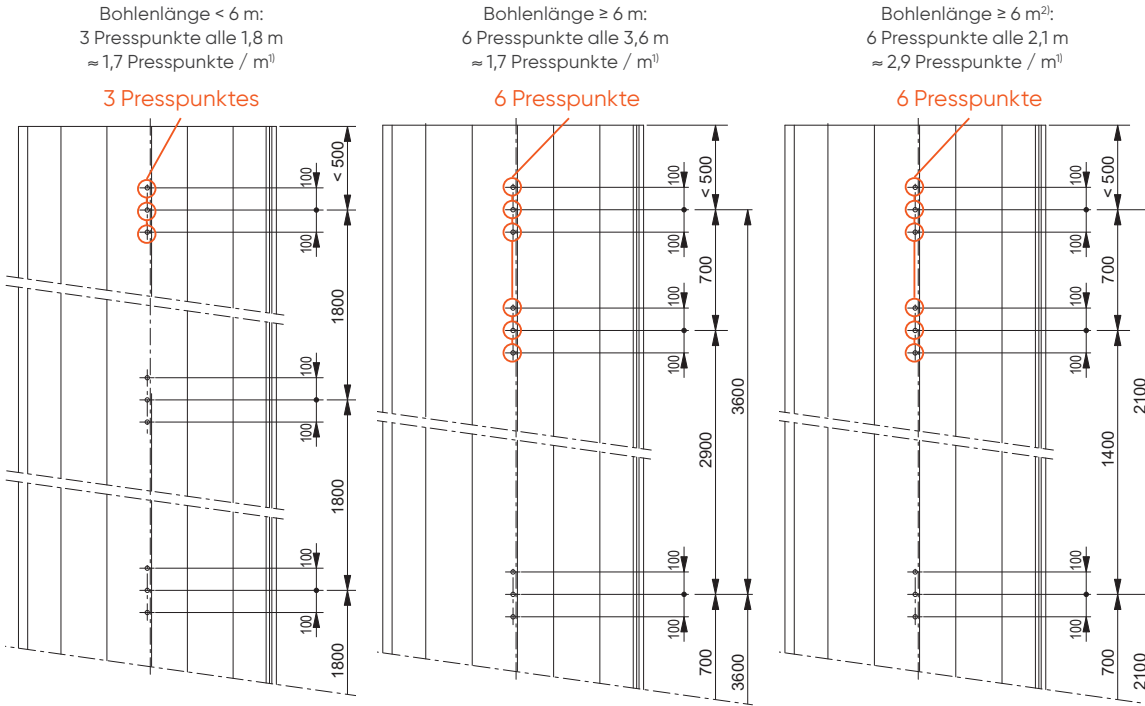 Bohlenlänge < 6 m:
3 Presspunkte alle 1,8 m
≈ 1,7 Presspunkte / m¹⁾
3 Presspunktes
< 500
100
100
1800
100
100
1800
100
100
1800
Bohlenlänge ≥ 6 m:
6 Presspunkte alle 3,6 m
≈ 1,7 Presspunkte / m¹⁾
6 Presspunkte
< 500
100
100
700
100
100
3600
2900
100
100
700
3600
Bohlenlänge ≥ 6 m²⁾:
6 Presspunkte alle 2,1 m
≈ 2,9 Presspunkte / m¹⁾
6 Presspunkte
< 500
100
100
700
100
100
2100
1400
100
100
700
2100